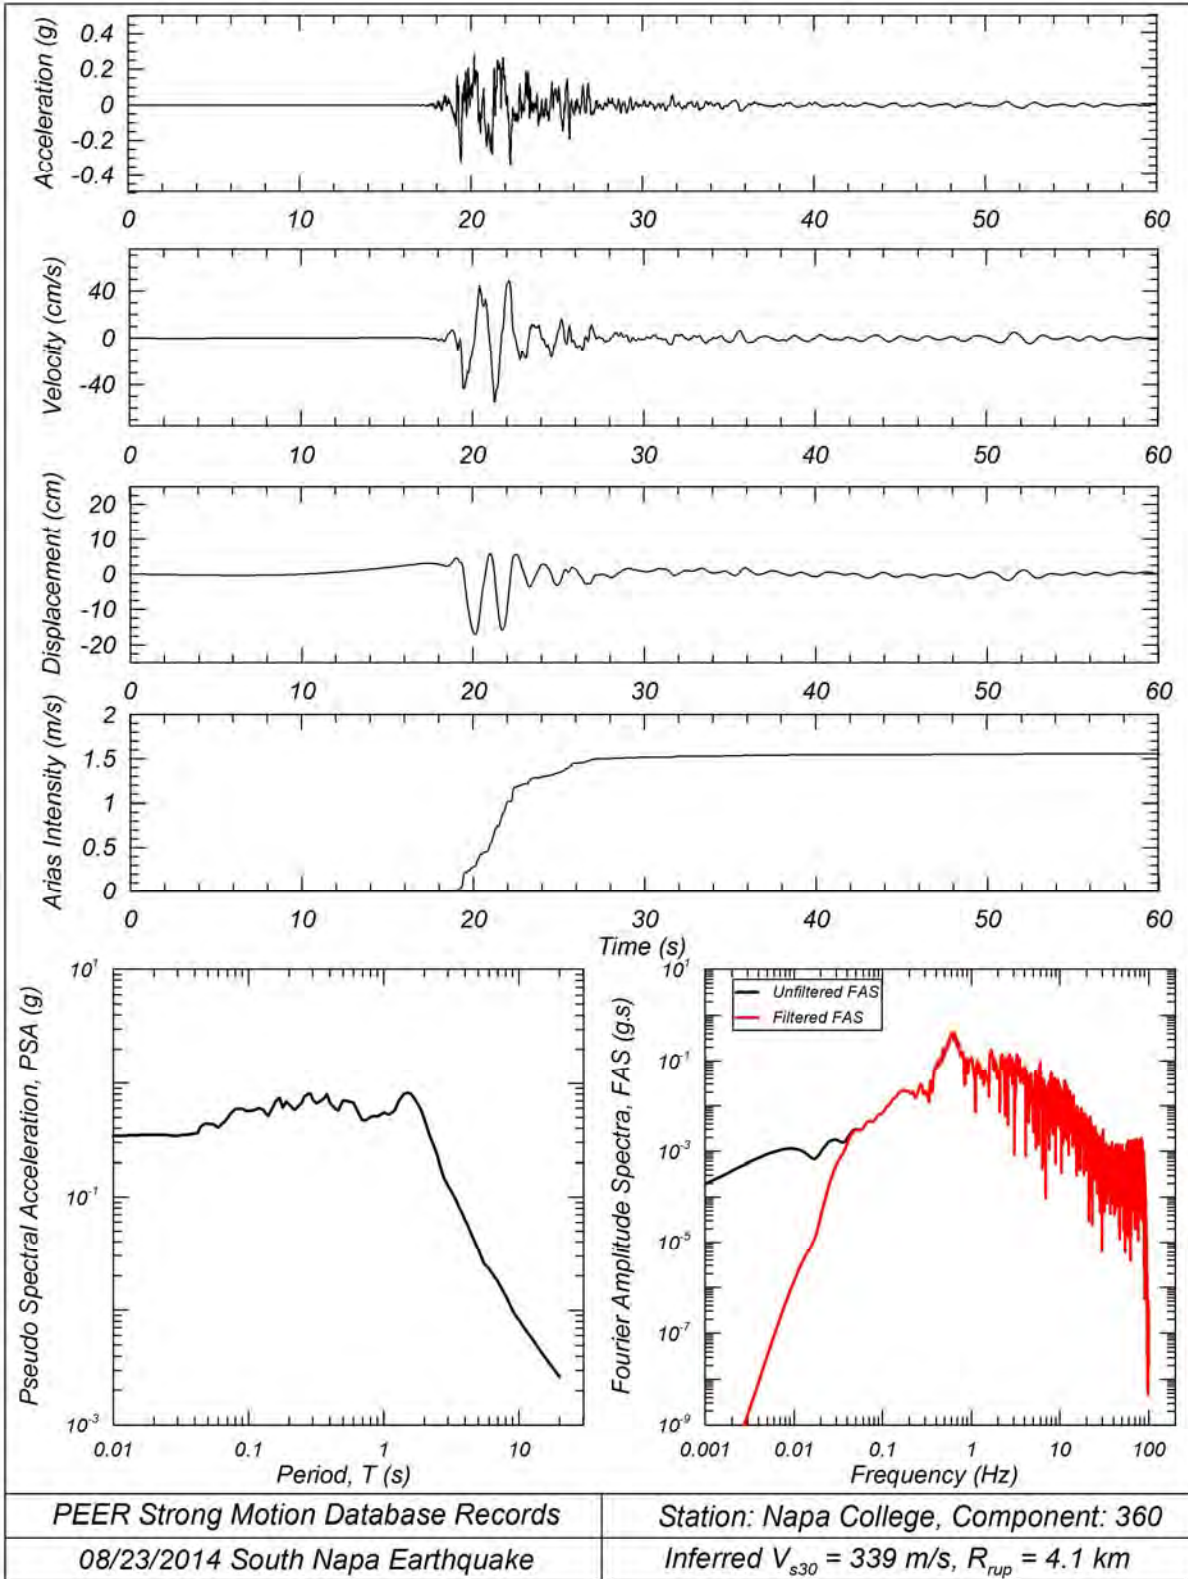 Acceleration (g)
0.4
0.2
0
-0.2
-0.4
0 10 20 30 40 50 60
Velocity (cm/s)
40
0
-40
0 10 20 30 40 50 60
Displacement (cm)
20
10
0
-10
-20
0 10 20 30 40 50 60
Arias Intensity (m/s)
2
1.5
1
0.5
0
0 10 20 30 40 50 60
Time (s)
Pseudo Spectral Acceleration, PSA (g)
10¹
10⁻¹
10⁻³
0.01 0.1 1 10
Period, T (s)
Fourier Amplitude Spectra, FAS (g.s)
10¹
10⁻¹
10⁻³
10⁻⁵
10⁻⁷
10⁻⁹
Unfiltered FAS
Filtered FAS
0.001 0.01 0.1 1 10 100
Frequency (Hz)
PEER Strong Motion Database Records
Station: Napa College, Component: 360
08/23/2014 South Napa Earthquake
Inferred Vs30 = 339 m/s, Rrup = 4.1 km